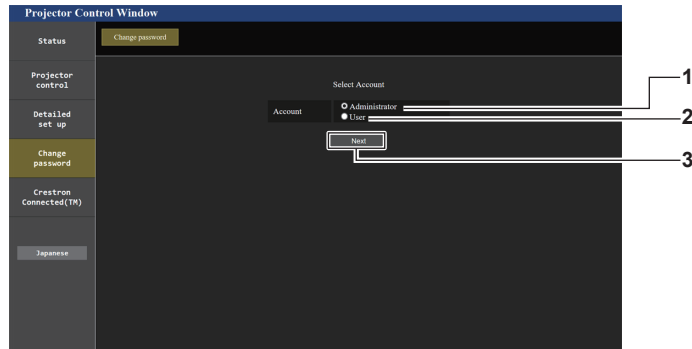 Projector Control Window
Status
Change password
Projector
control
Detailed
set up
Change
password
Crestron
Connected(TM)
Japanese
Select Account
Account
Administrator
User
Next
1
2
3